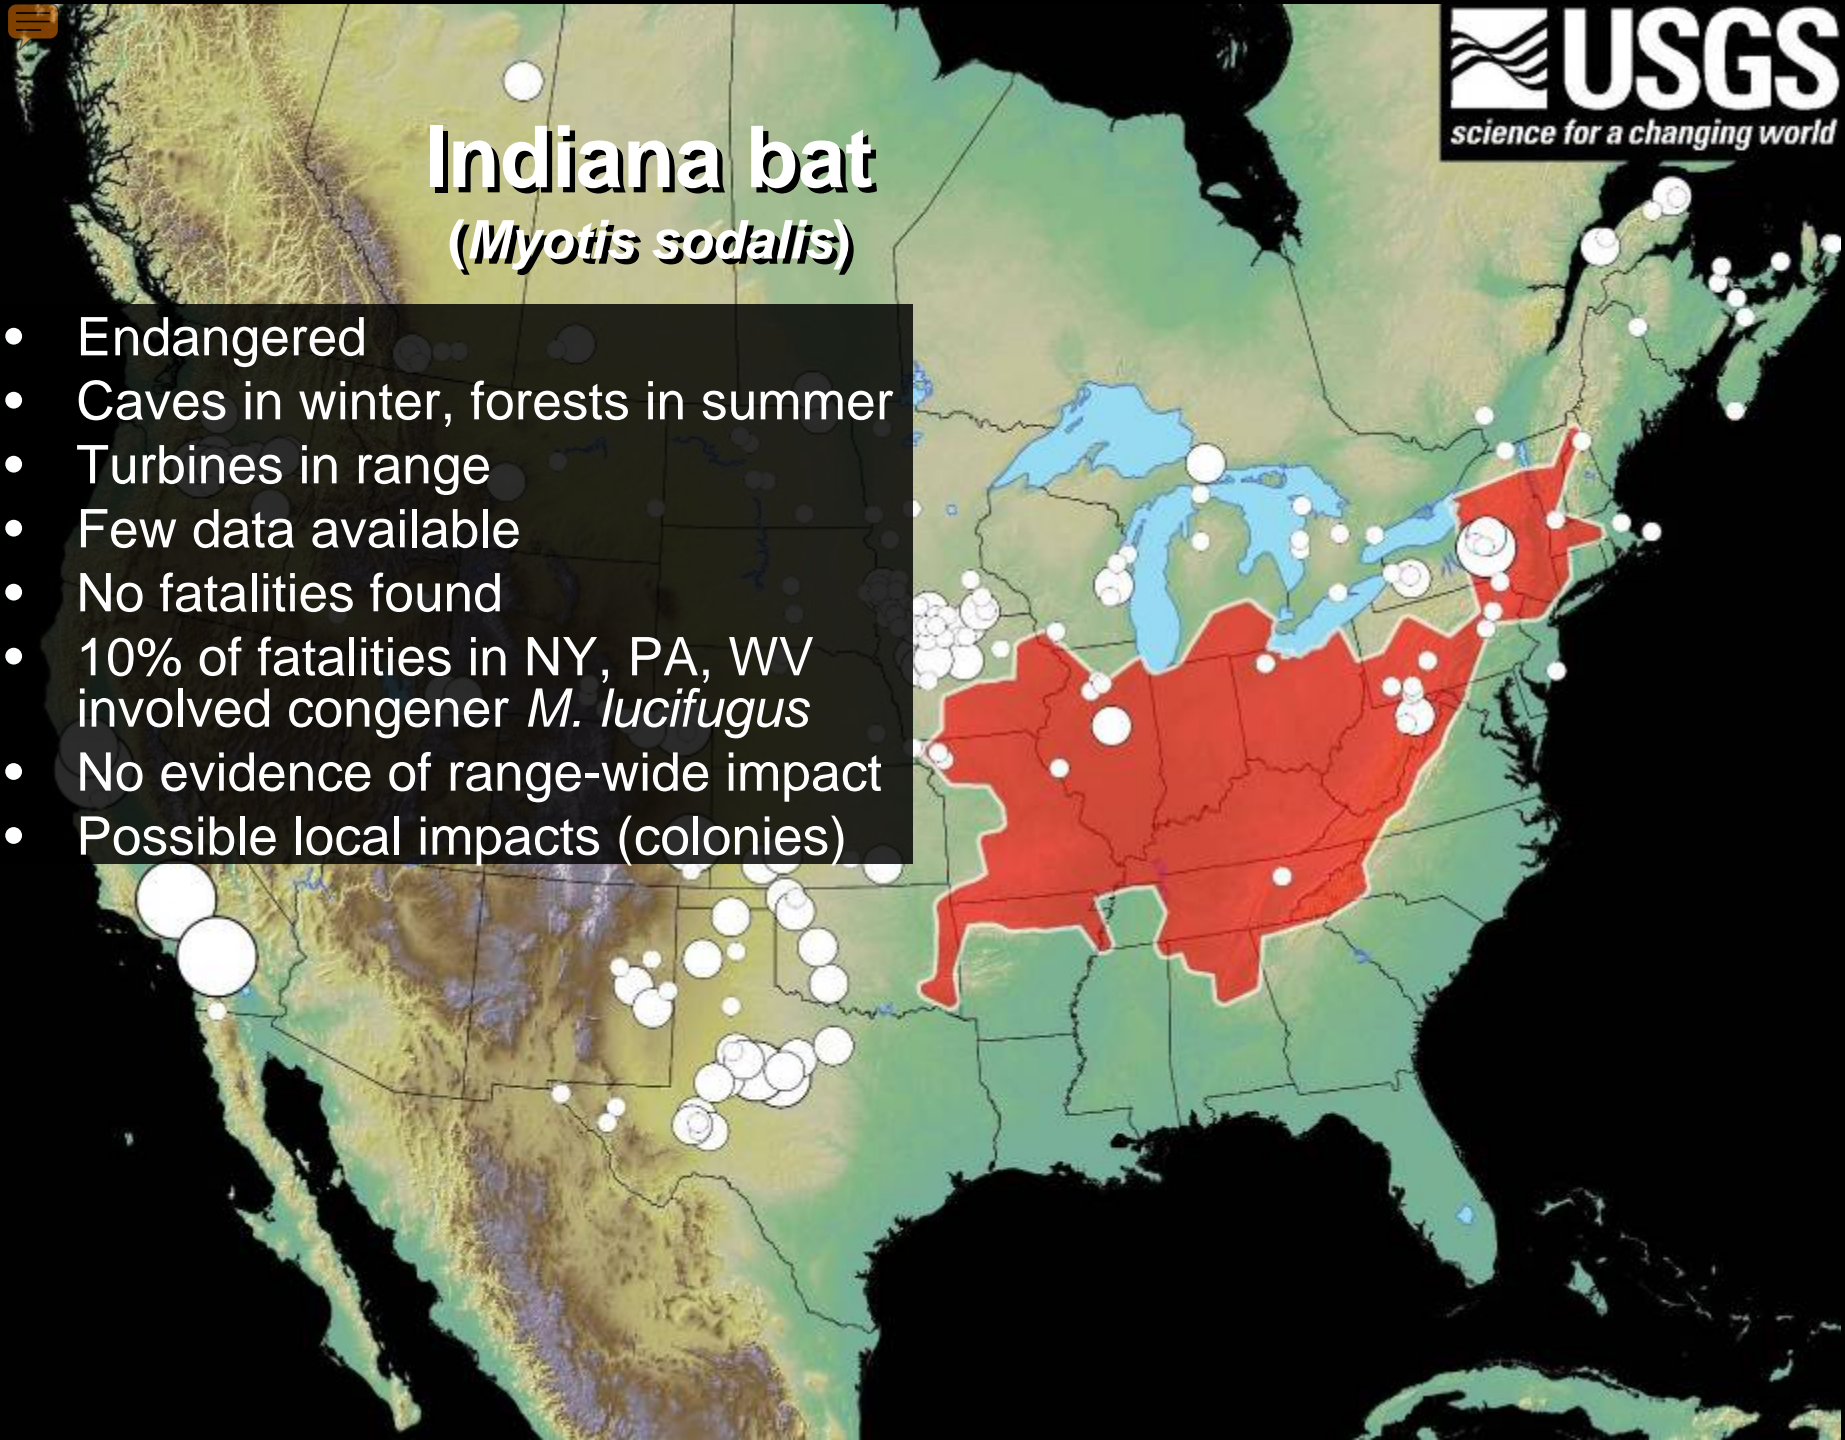 USGS
science for a changing world
Indiana bat
(Myotis sodalis)
• Endangered
• Caves in winter, forests in summer
• Turbines in range
• Few data available
• No fatalities found
• 10% of fatalities in NY, PA, WV
involved congener M. lucifugus
• No evidence of range-wide impact
• Possible local impacts (colonies)